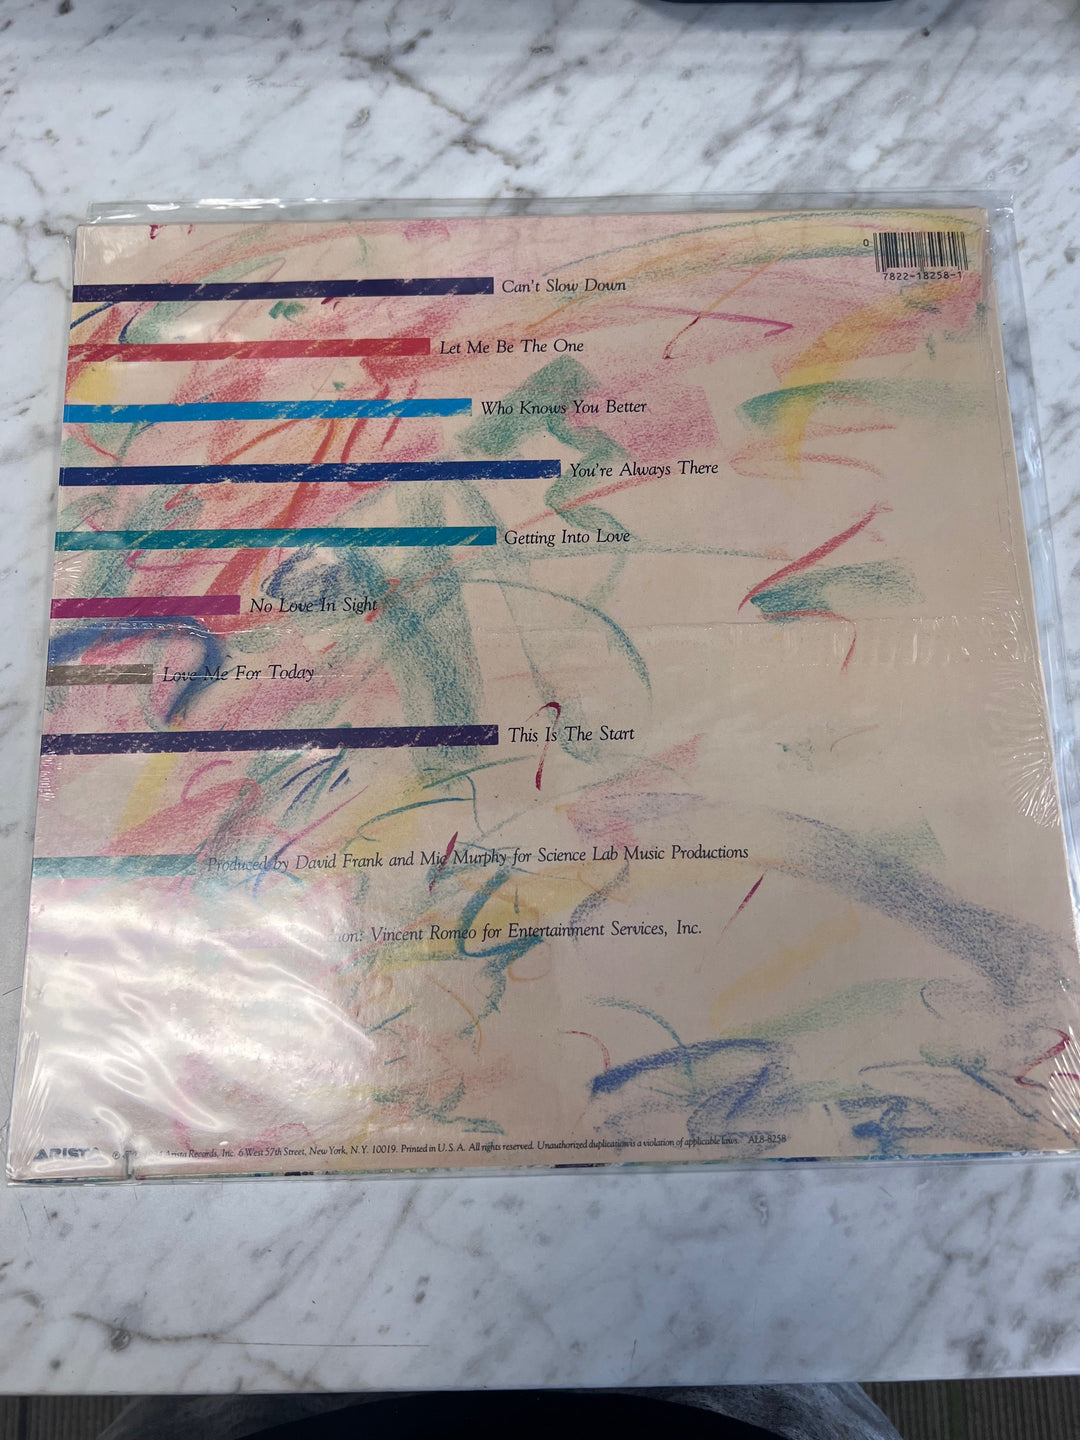 0
7822-18258-1
Can't Slow Down
Let Me Be The One
Who Knows You Better
You're Always There
Getting Into Love
No Love In Sight
Love Me For Today
This Is The Start
Produced by David Frank and Mic Murphy for Science Lab Music Productions
Vincent Romeo for Entertainment Services, Inc.
ARISTA Arista Records, Inc. 6 West 57th Street, New York, N.Y. 10019. Printed in U.S.A. All rights reserved. Unauthorized duplication is a violation of applicable laws. AL8-8258